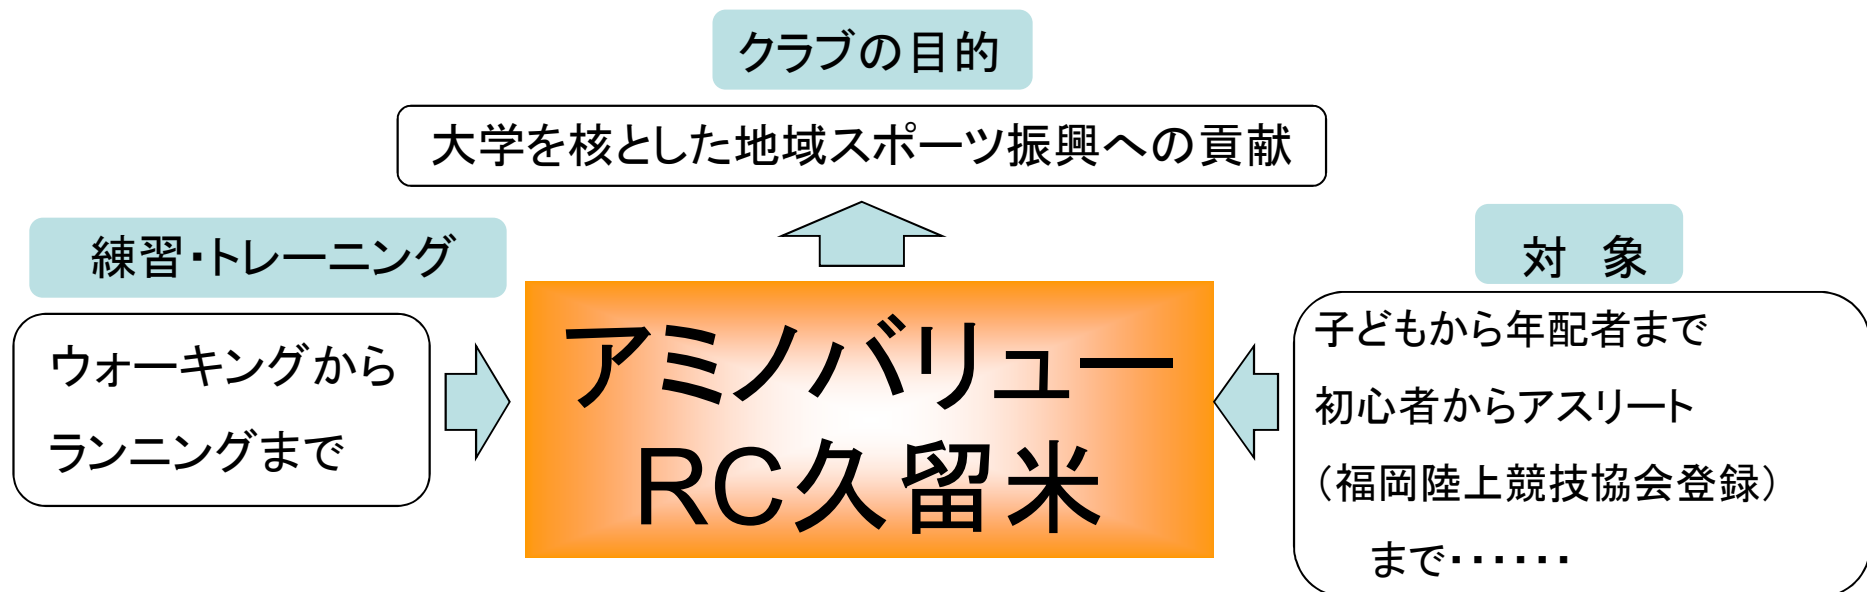 クラブの目的
大学を核とした地域スポーツ振興への貢献
練習・トレーニング
ウォーキングから
ランニングまで
アミノバリュー
RC久留米
対 象
子どもから年配者まで
初心者からアスリート
（福岡陸上競技協会登録）
まで・・・・・・